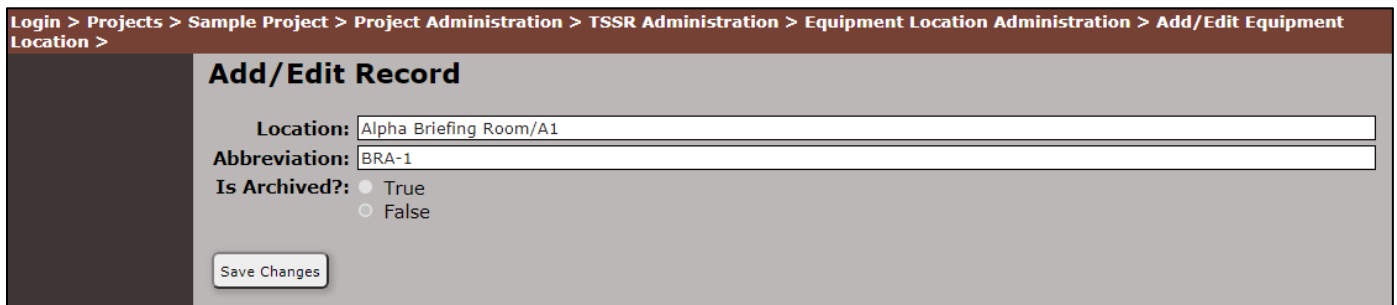 Login > Projects > Sample Project > Project Administration > TSSR Administration > Equipment Location Administration > Add/Edit Equipment
Location >
Add/Edit Record
Location: Alpha Briefing Room/A1
Abbreviation: BRA-1
Is Archived?: True
False
Save Changes